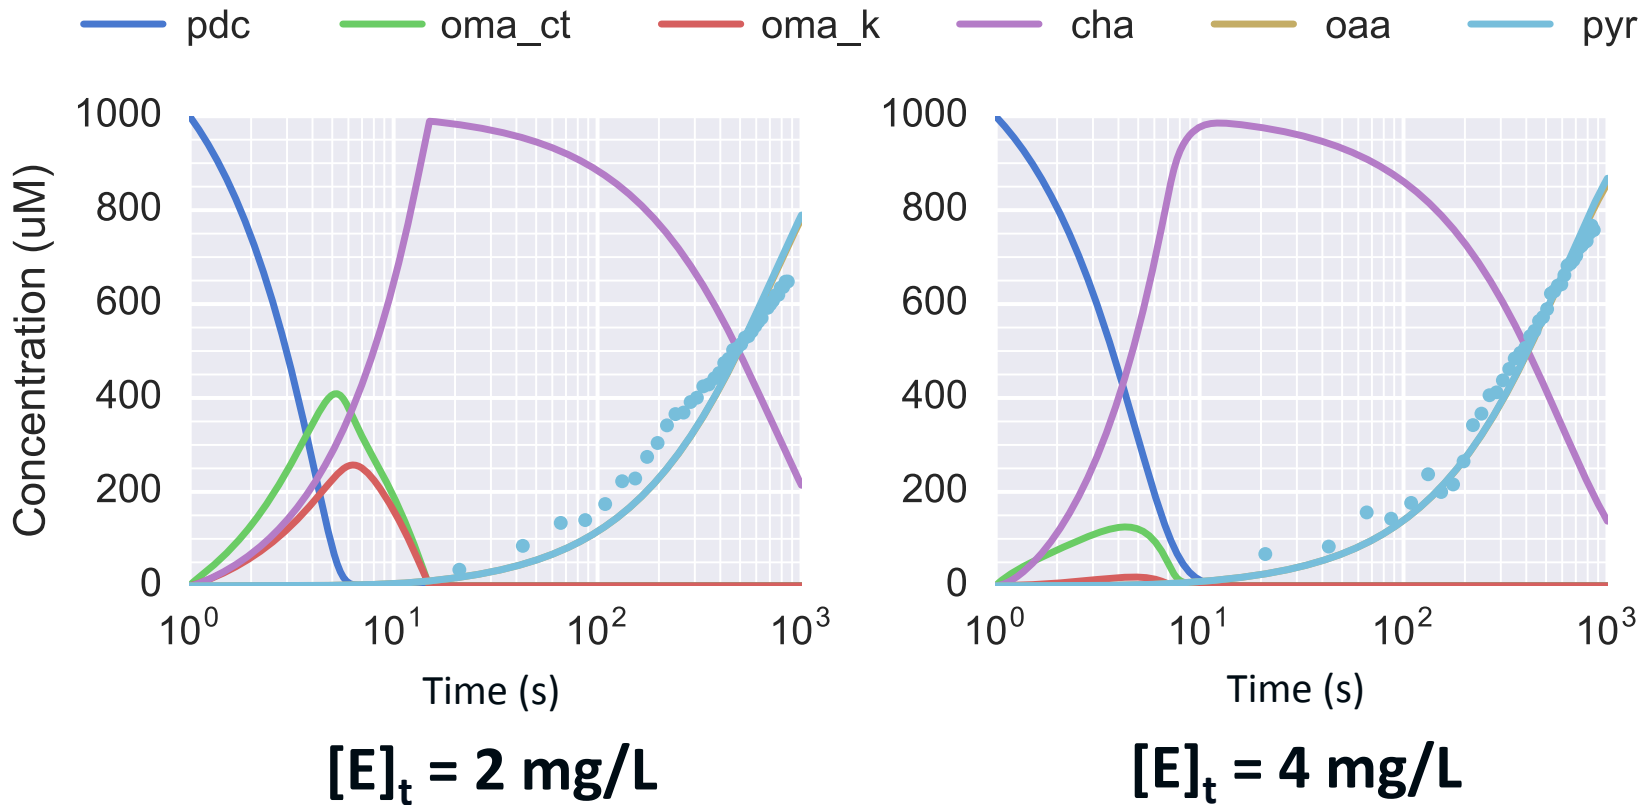 pdc oma_ct oma_k cha oaa pyr
Concentration (uM)
1000
800
600
400
200
0
10^0 10^1 10^2 10^3
Time (s)
[E]t = 2 mg/L
1000
800
600
400
200
0
10^0 10^1 10^2 10^3
Time (s)
[E]t = 4 mg/L